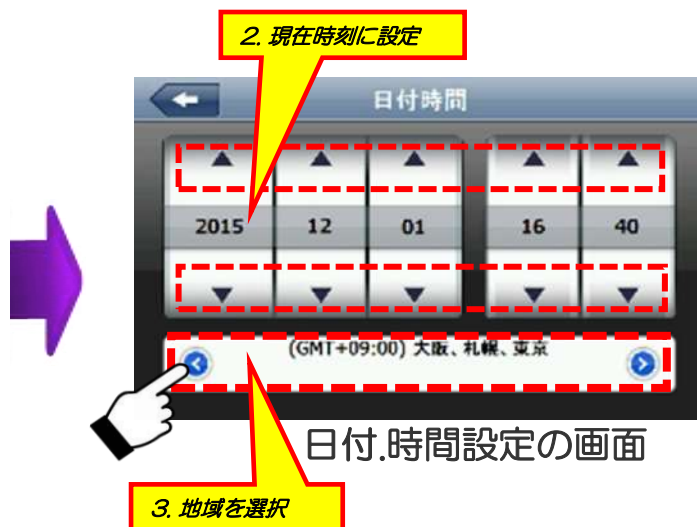 2. 現在時刻に設定
日付時間
2015 12 01 16 40
(GMT+09:00) 大阪、札幌、東京
日付.時間設定の画面
3. 地域を選択